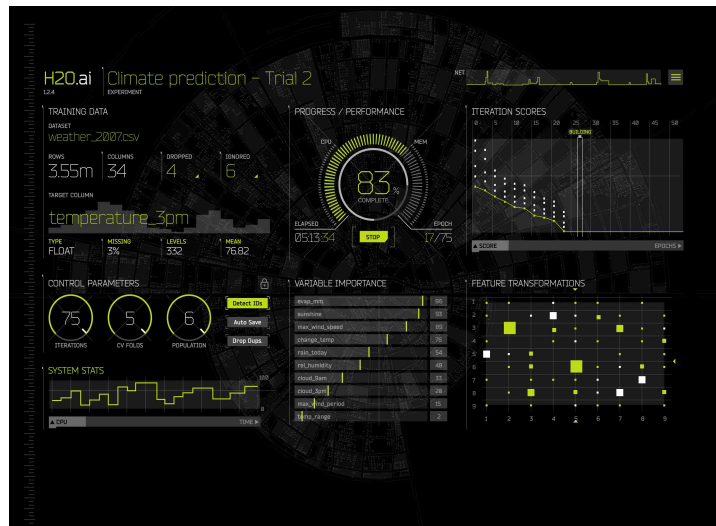 H2O.ai
1.2.4
Climate prediction – Trial 2
EXPERIMENT
NET
TRAINING DATA
DATASET
weather_2007.csv
ROWS COLUMNS DROPPED IGNORED
3.55m 34 4 6
TARGET COLUMN
temperature_3pm
TYPE MISSING LEVELS MEAN
FLOAT 3% 332 76.82
PROGRESS / PERFORMANCE
CPU MEM
83 %
COMPLETE
ELAPSED EPOCH
05:13:34 STOP 17/75
ITERATION SCORES
0 5 10 15 20 25 30 35 40 45 50
BUILDING
▲ SCORE EPOCHS ▶
CONTROL PARAMETERS
75 5 6
ITERATIONS CV FOLDS POPULATION
Detect IDs
Auto Save
Drop Dups.
SYSTEM STATS
100
0
▲ CPU TIME ▶
VARIABLE IMPORTANCE
evap_mm 98
sunshine 93
max_wind_speed 89
change_temp 76
rain_today 54
rel_humidity 48
cloud_9am 33
cloud_3pm 28
max_wind_period 15
temp_range 2
FEATURE TRANSFORMATIONS
1
2
3
4
5
6
7
8
9
1 2 3 4 5 6 7 8 9